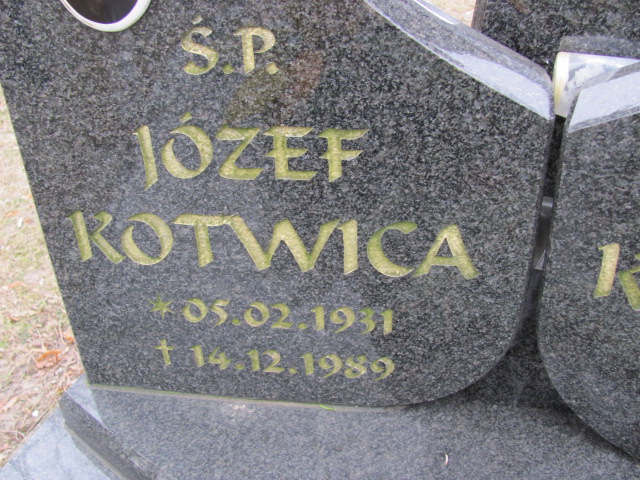 Ś.P.
JÓZEF
KOTWICA
* 05.02.1931
† 14.12.1989
K